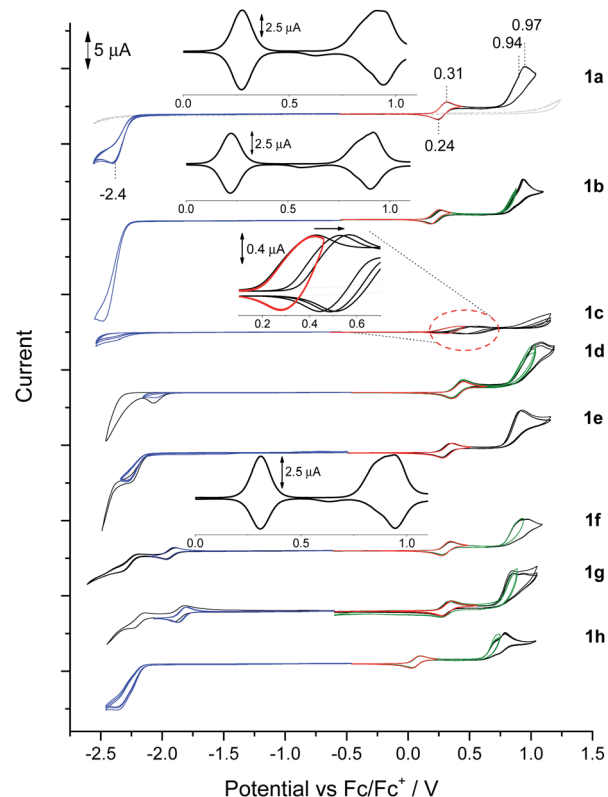 5 µA
2.5 µA
0.0 0.5 1.0
0.97
0.94
0.31
1a
0.24
-2.4
2.5 µA
0.0 0.5 1.0
1b
0.4 µA
0.2 0.4 0.6
1c
1d
1e
2.5 µA
0.0 0.5 1.0
1f
1g
1h
Current
-2.5 -2.0 -1.5 -1.0 -0.5 0.0 0.5 1.0 1.5
Potential vs Fc/Fc+ / V